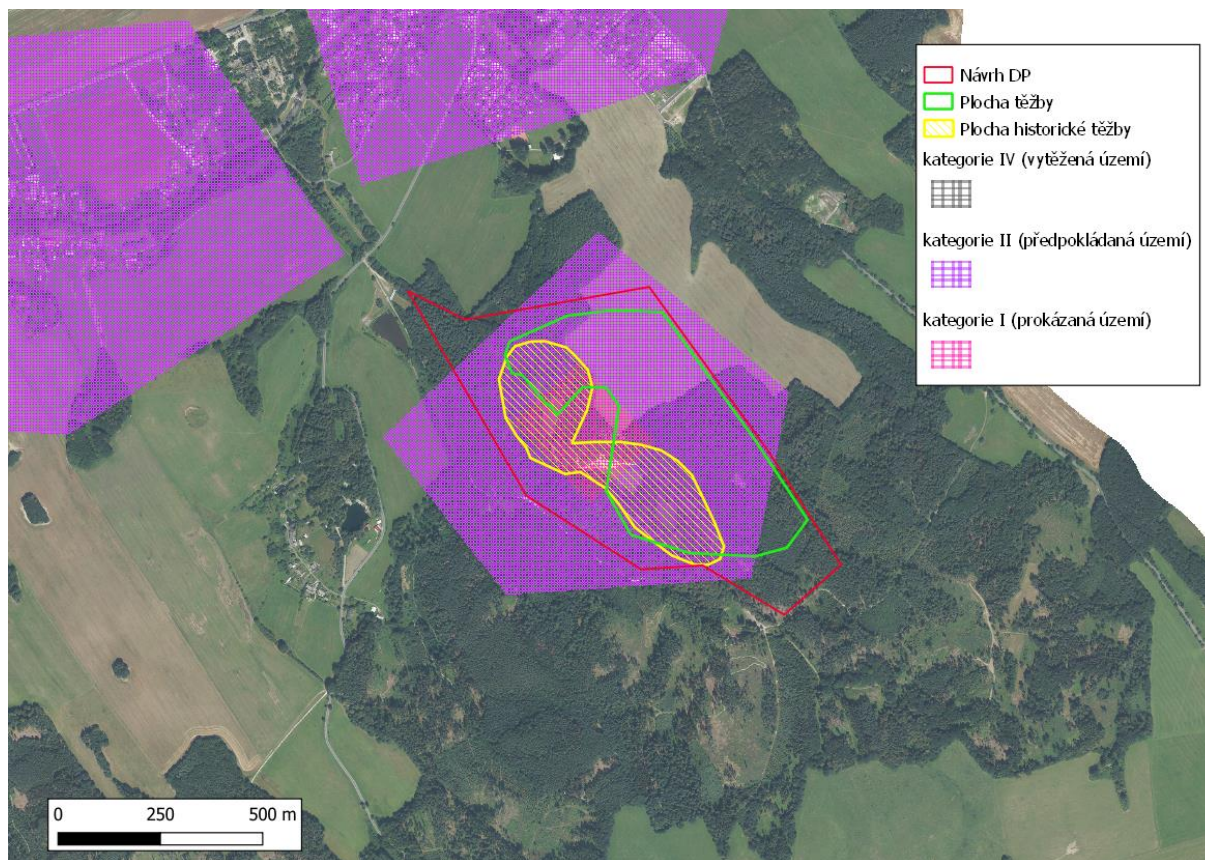 Návrh DP
Plocha těžby
Plocha historické těžby
kategorie IV (vytěžená území)
kategorie II (předpokládaná území)
kategorie I (prokázaná území)
0 250 500 m